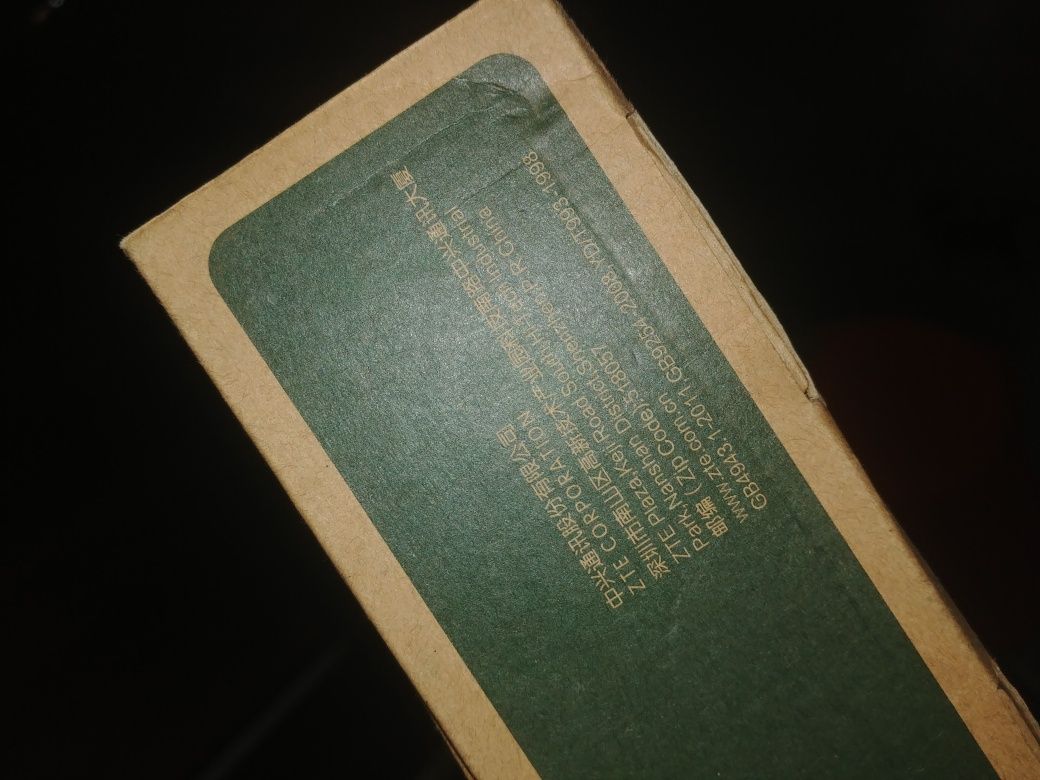 中兴通讯股份有限公司
ZTE CORPORATION
深圳市南山区高新技术产业园科技南路中兴通讯大厦
ZTE Plaza,Keji Road South,Hi-Tech Industrial
Park, Nanshan District,Shenzhen,P. R. China
邮编 (Zip Code):518057
www.zte.com.cn
GB4943.1-2011 GB9254-2008 YD/T1993-1998